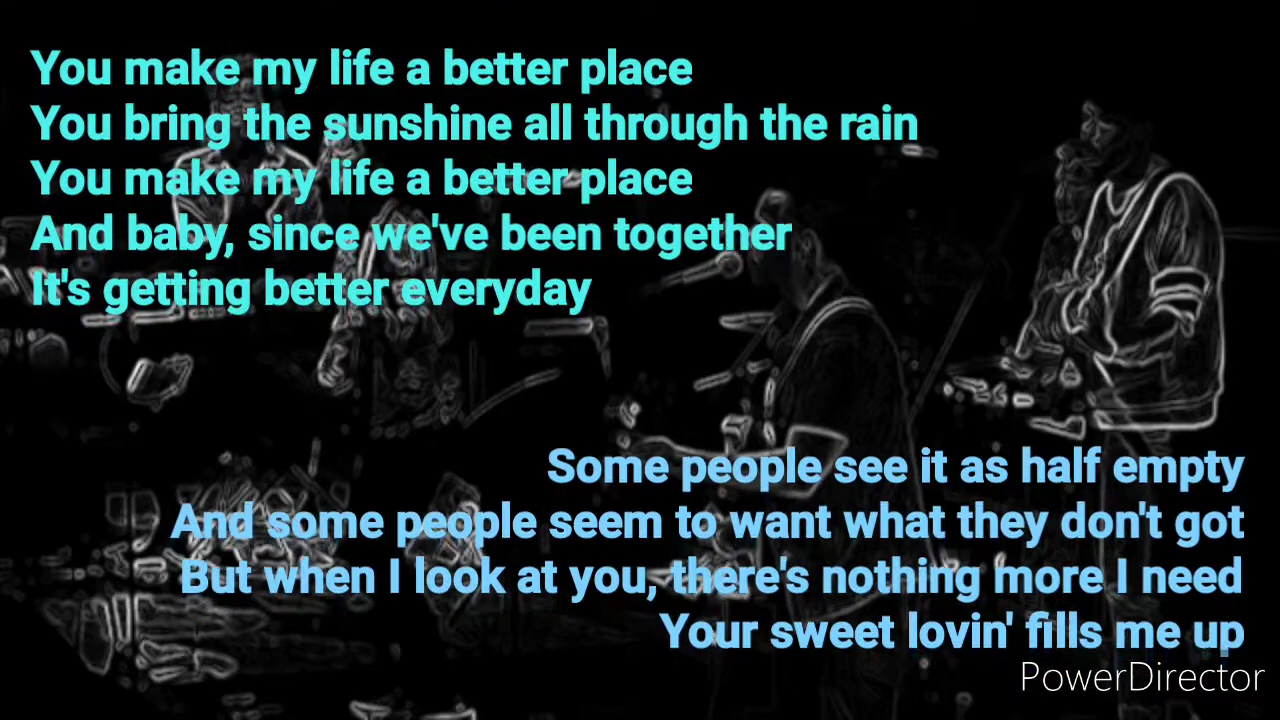 You make my life a better place
You bring the sunshine all through the rain
You make my life a better place
And baby, since we've been together
It's getting better everyday
Some people see it as half empty
And some people seem to want what they don't got
But when I look at you, there's nothing more I need
Your sweet lovin' fills me up
PowerDirector